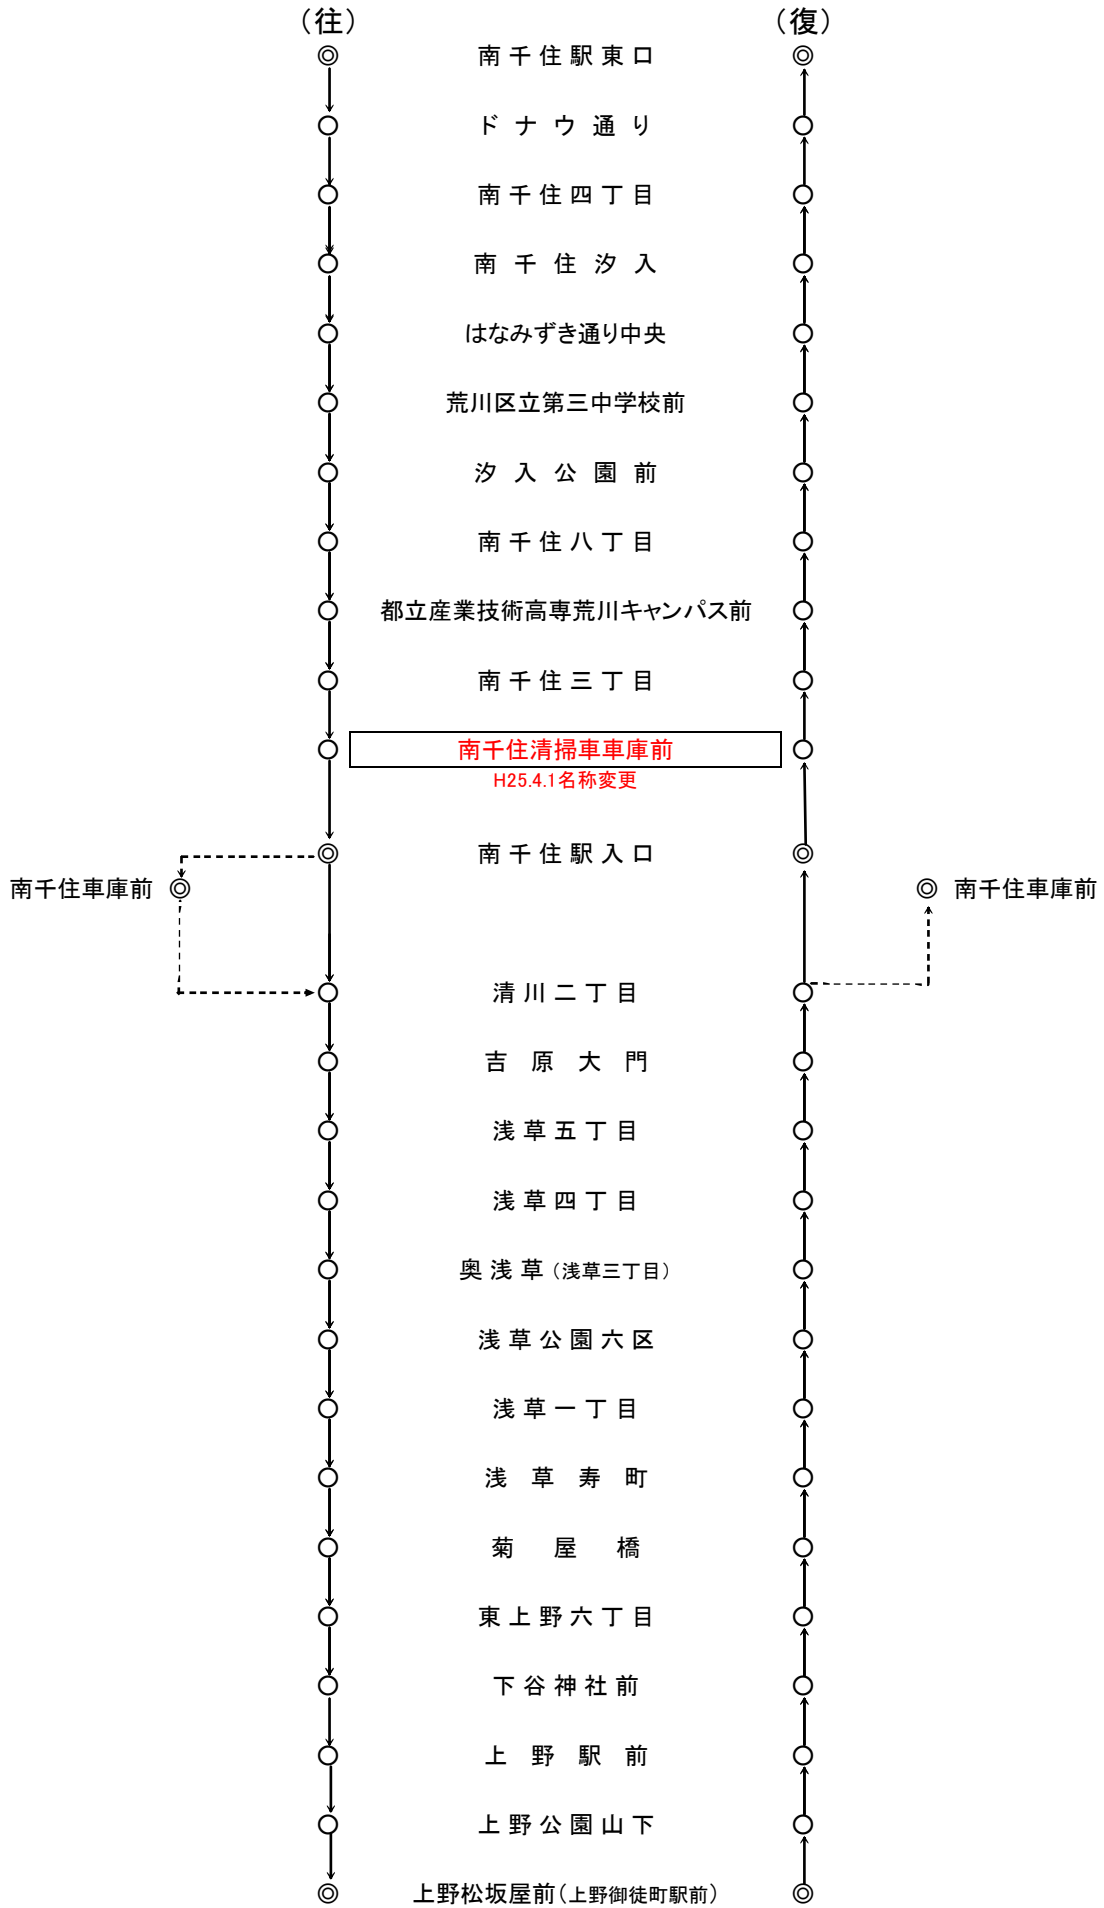 （往） （復）
南千住駅東口
ドナウ通り
南千住四丁目
南千住汐入
はなみずき通り中央
荒川区立第三中学校前
汐入公園前
南千住八丁目
都立産業技術高専荒川キャンパス前
南千住三丁目
南千住清掃車車庫前
H25.4.1名称変更
南千住駅入口
南千住車庫前 南千住車庫前
清川二丁目
吉原大門
浅草五丁目
浅草四丁目
奥浅草（浅草三丁目）
浅草公園六区
浅草一丁目
浅草寿町
菊屋橋
東上野六丁目
下谷神社前
上野駅前
上野公園山下
上野松坂屋前（上野御徒町駅前）